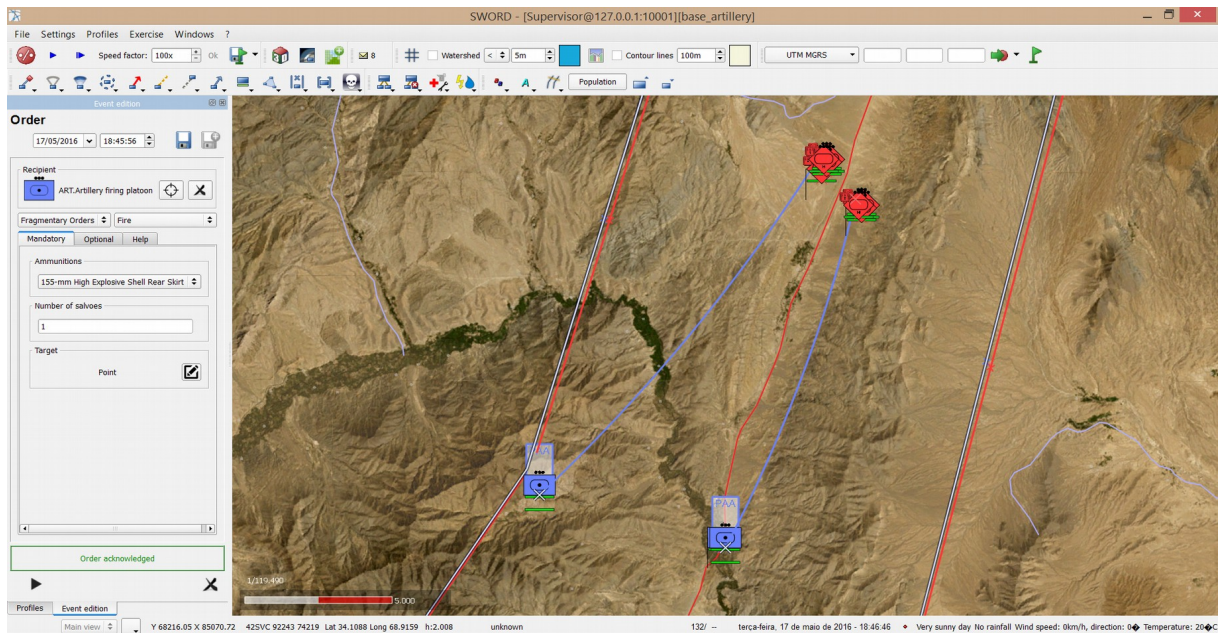 SWORD - [Supervisor@127.0.0.1:10001][base_artillery]
File Settings Profiles Exercise Windows ?
Speed factor: 100x Ok 8 Watershed < 5m Contour lines 100m UTM MGRS
A Population
Event edition
Order
17/05/2016 18:45:56
Recipient
ART.Artillery firing platoon
Fragmentary Orders Fire
Mandatory Optional Help
Ammunitions
155-mm High Explosive Shell Rear Skirt
Number of salvoes
1
Target
Point
Order acknowledged
Profiles Event edition
PAA
1/119.490
5.000
Main view Y 68216.05 X 85070.72 42SVC 92243 74219 Lat 34.1088 Long 68.9159 h:2.008 unknown 132/ -- terça-feira, 17 de maio de 2016 - 18:46:46 Very sunny day No rainfall Wind speed: 0km/h, direction: 0� Temperature: 20�C